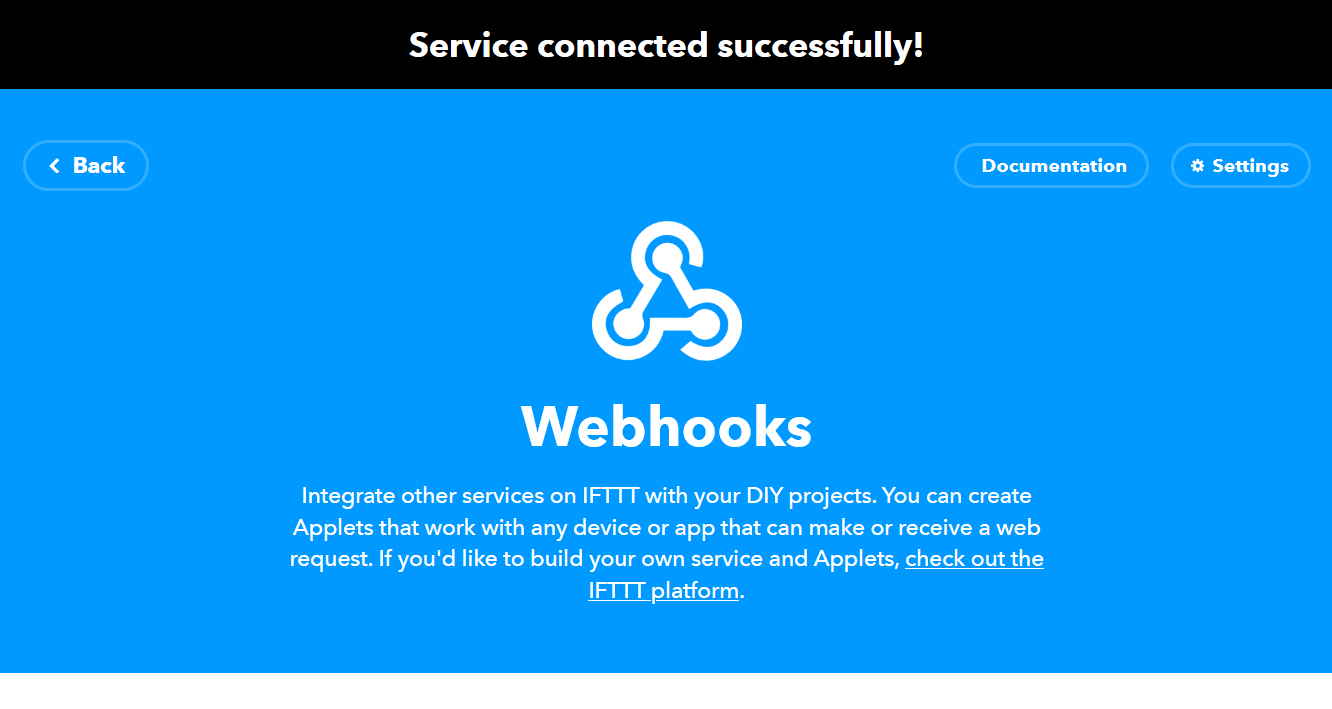 Service connected successfully!
Back
Documentation
Settings
Webhooks
Integrate other services on IFTTT with your DIY projects. You can create
Applets that work with any device or app that can make or receive a web
request. If you'd like to build your own service and Applets, check out the
IFTTT platform.